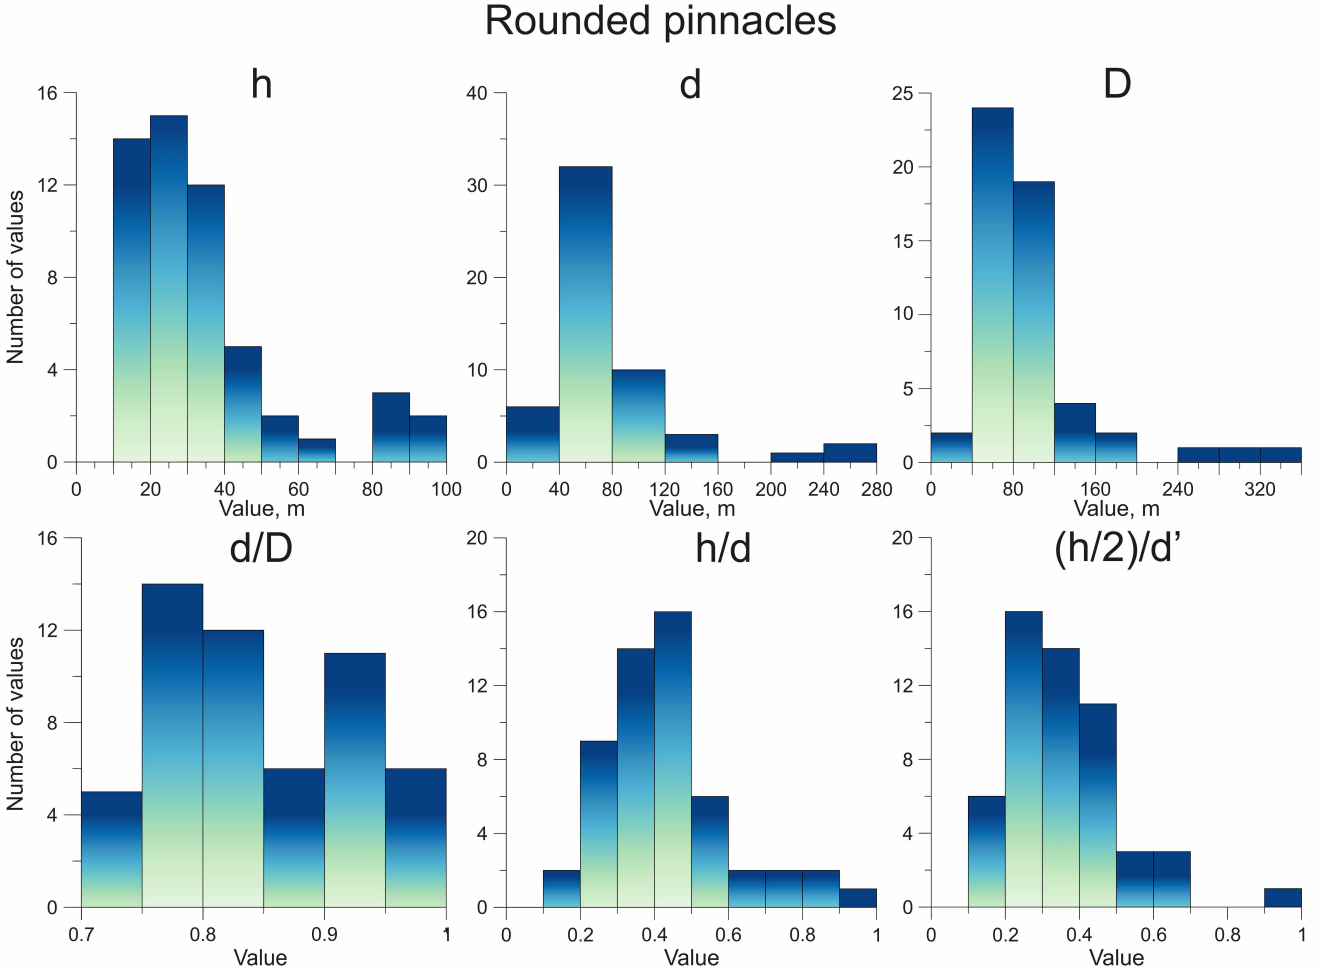 Rounded pinnacles
h
d
D
Number of values
16
12
8
4
0
0 20 40 60 80 100
Value, m
40
30
20
10
0
0 40 80 120 160 200 240 280
Value, m
25
20
15
10
5
0
0 80 160 240 320
Value, m
d/D
h/d
(h/2)/d’
Number of values
16
12
8
4
0
0.7 0.8 0.9 1
Value
20
16
12
8
4
0
0 0.2 0.4 0.6 0.8 1
Value
20
16
12
8
4
0
0 0.2 0.4 0.6 0.8 1
Value